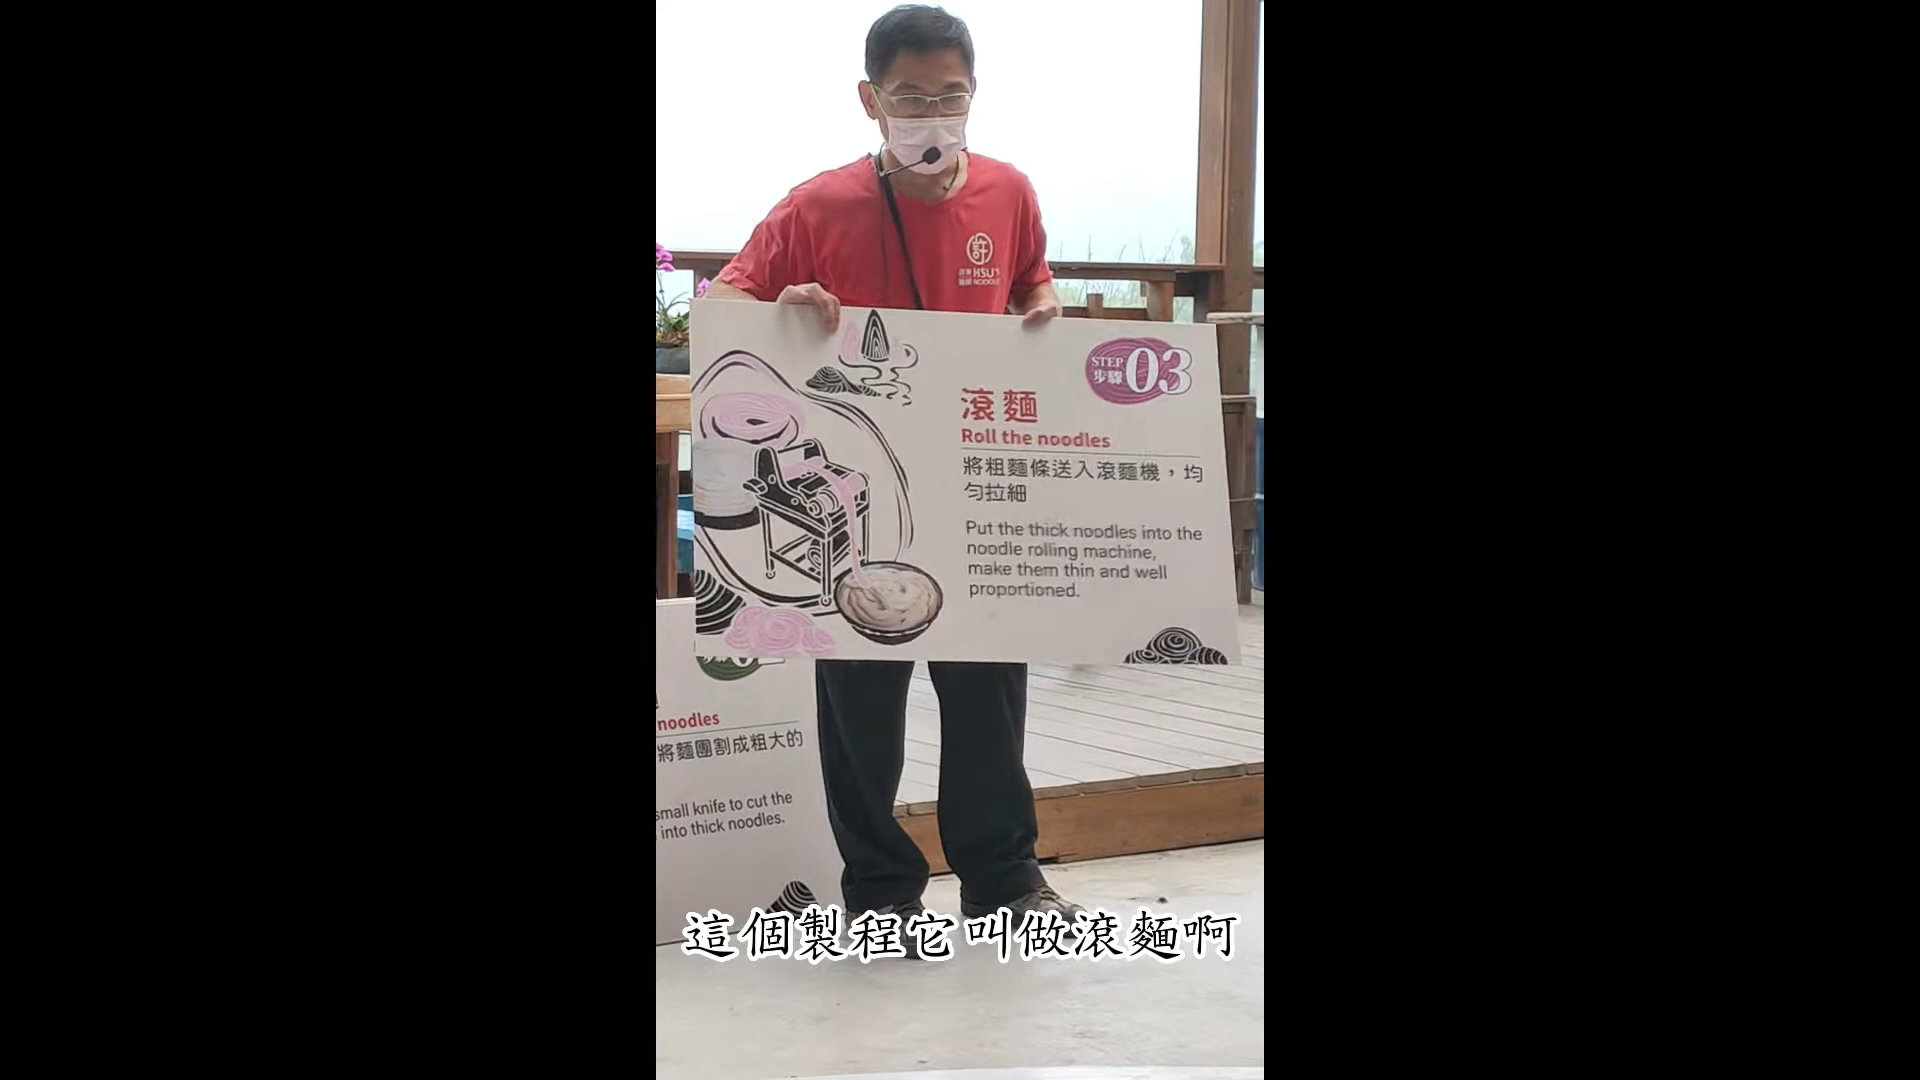 許
HSU'S
NOODLE
STEP
步驟
03
滾麵
Roll the noodles
將粗麵條送入滾麵機，均
勻拉細
Put the thick noodles into the
noodle rolling machine,
make them thin and well
proportioned.
noodles
將麵團割成粗大的
small knife to cut the
into thick noodles.
這個製程它叫做滾麵啊